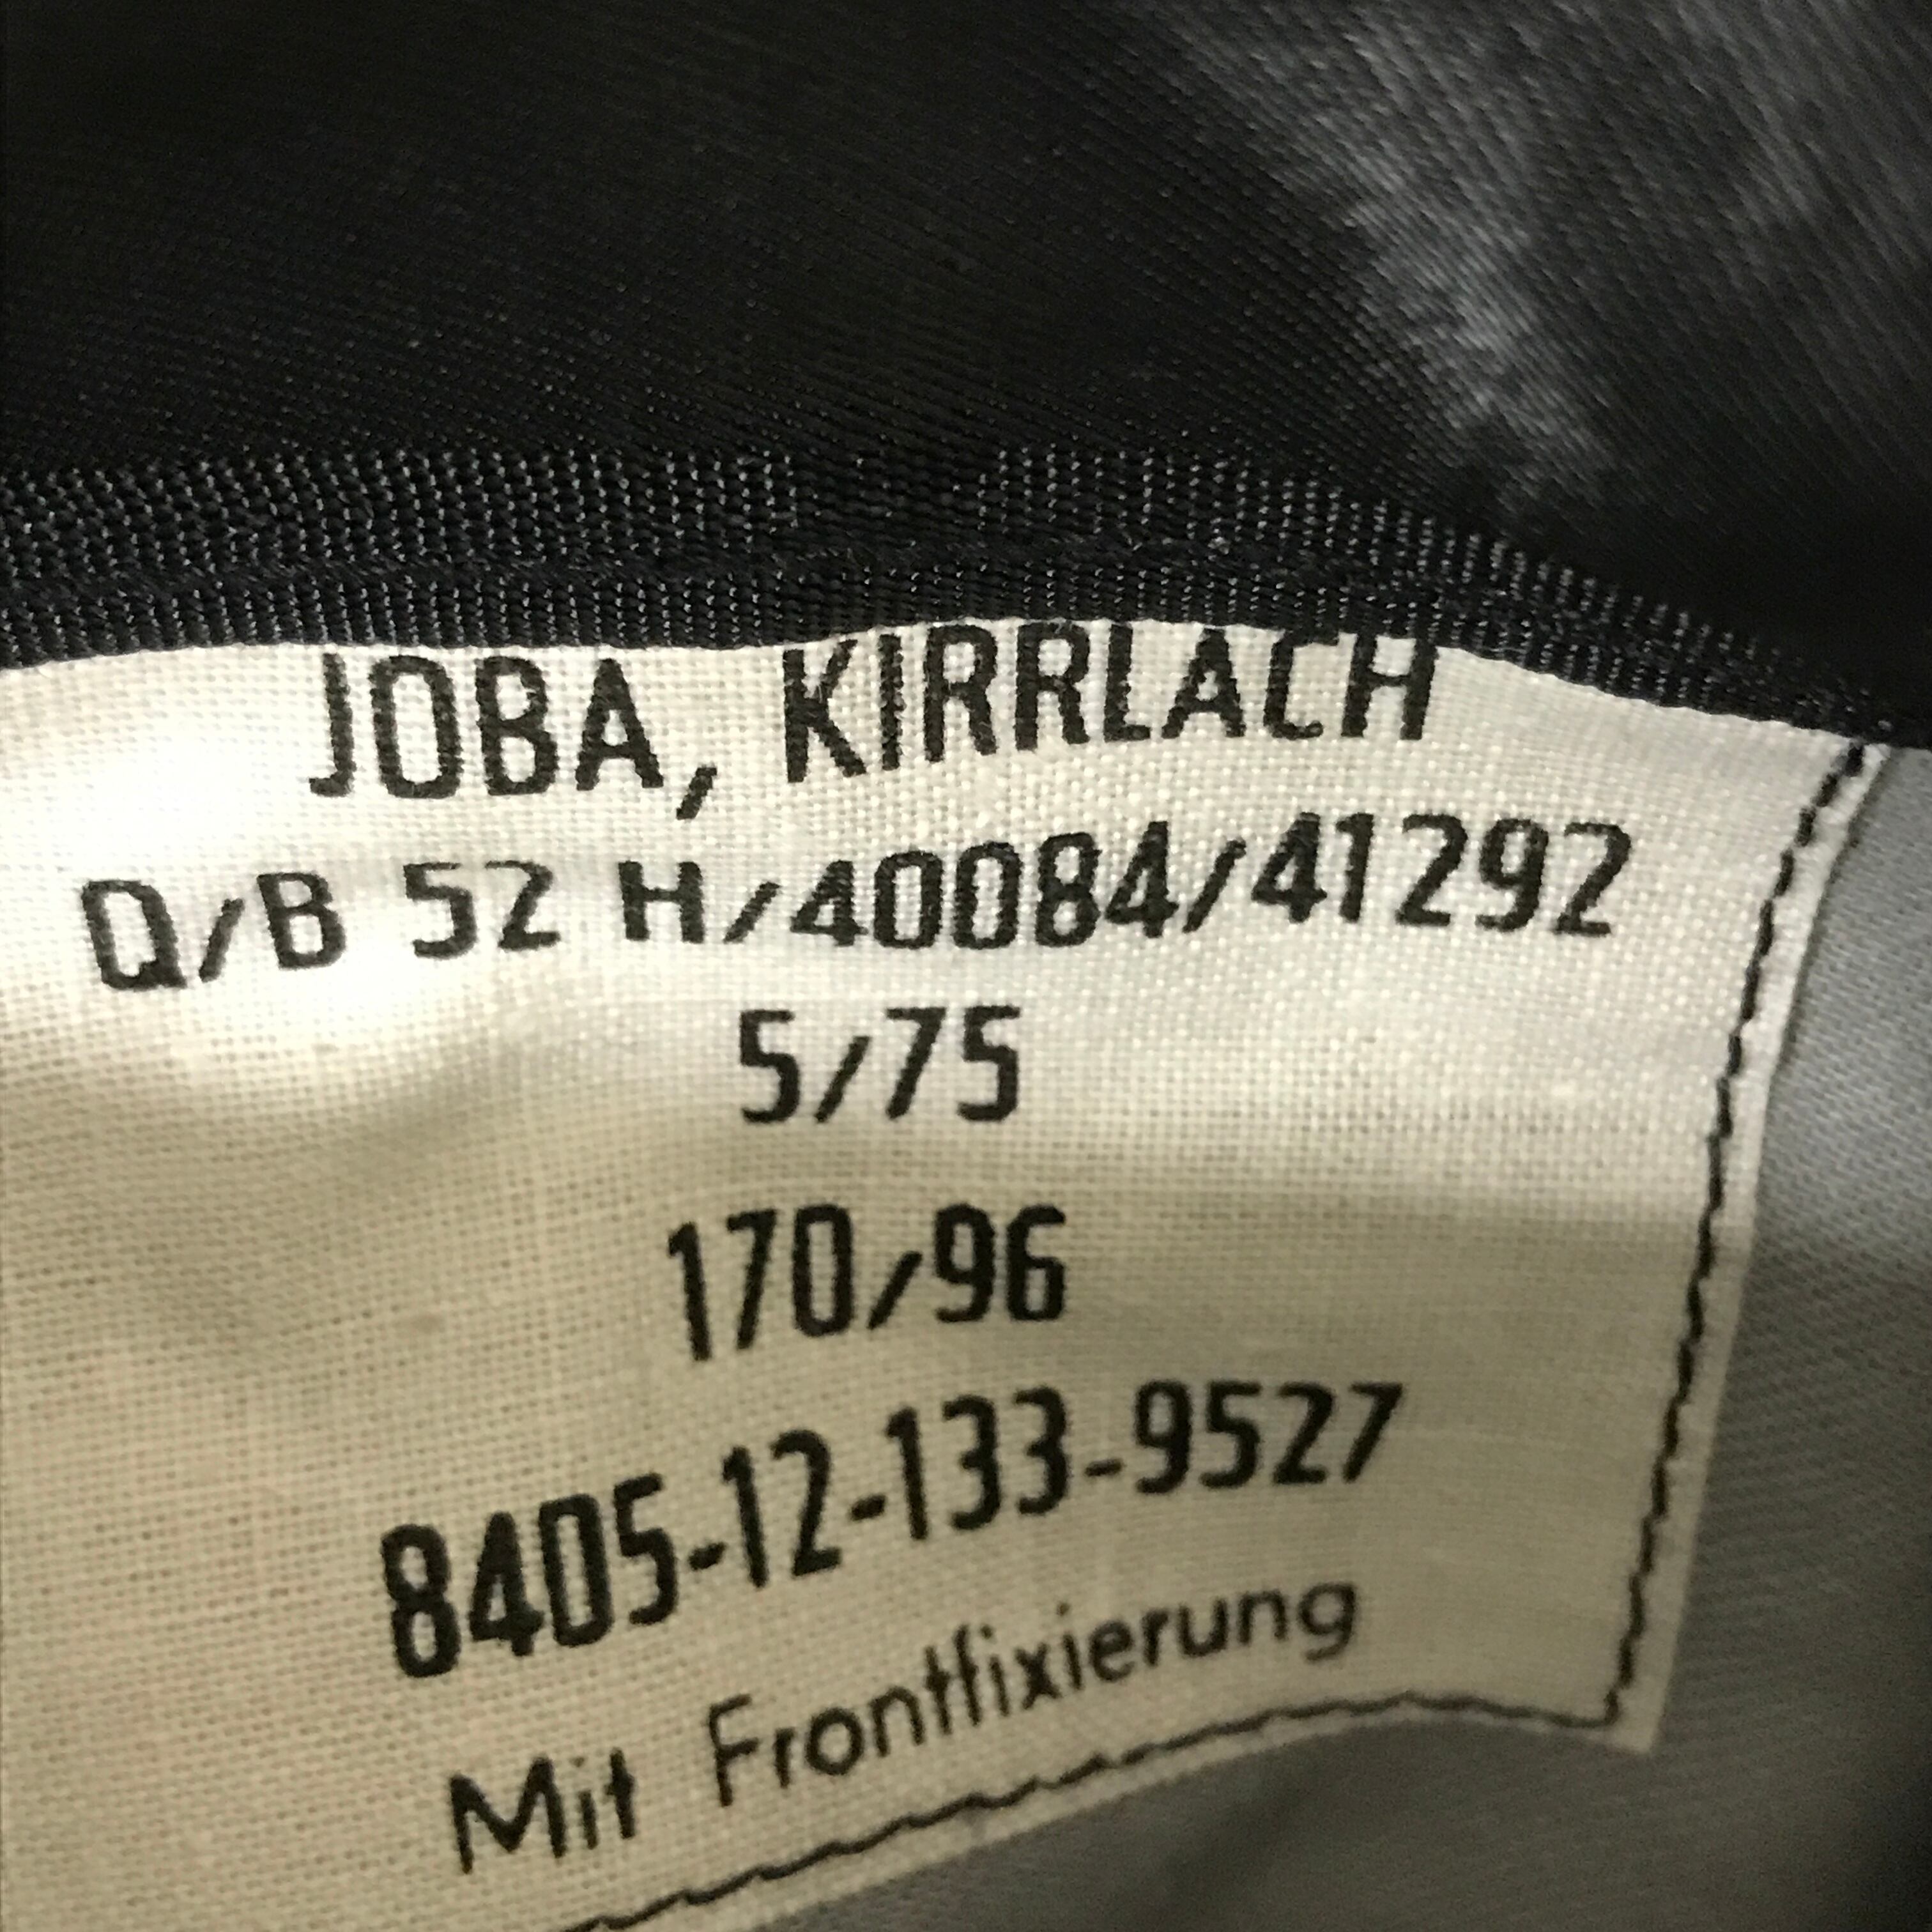 JOBA, KIRRLACH
Q/B 52 H/40084/41292
5/75
170/96
8405-12-133-9527
Mit Frontfixierung